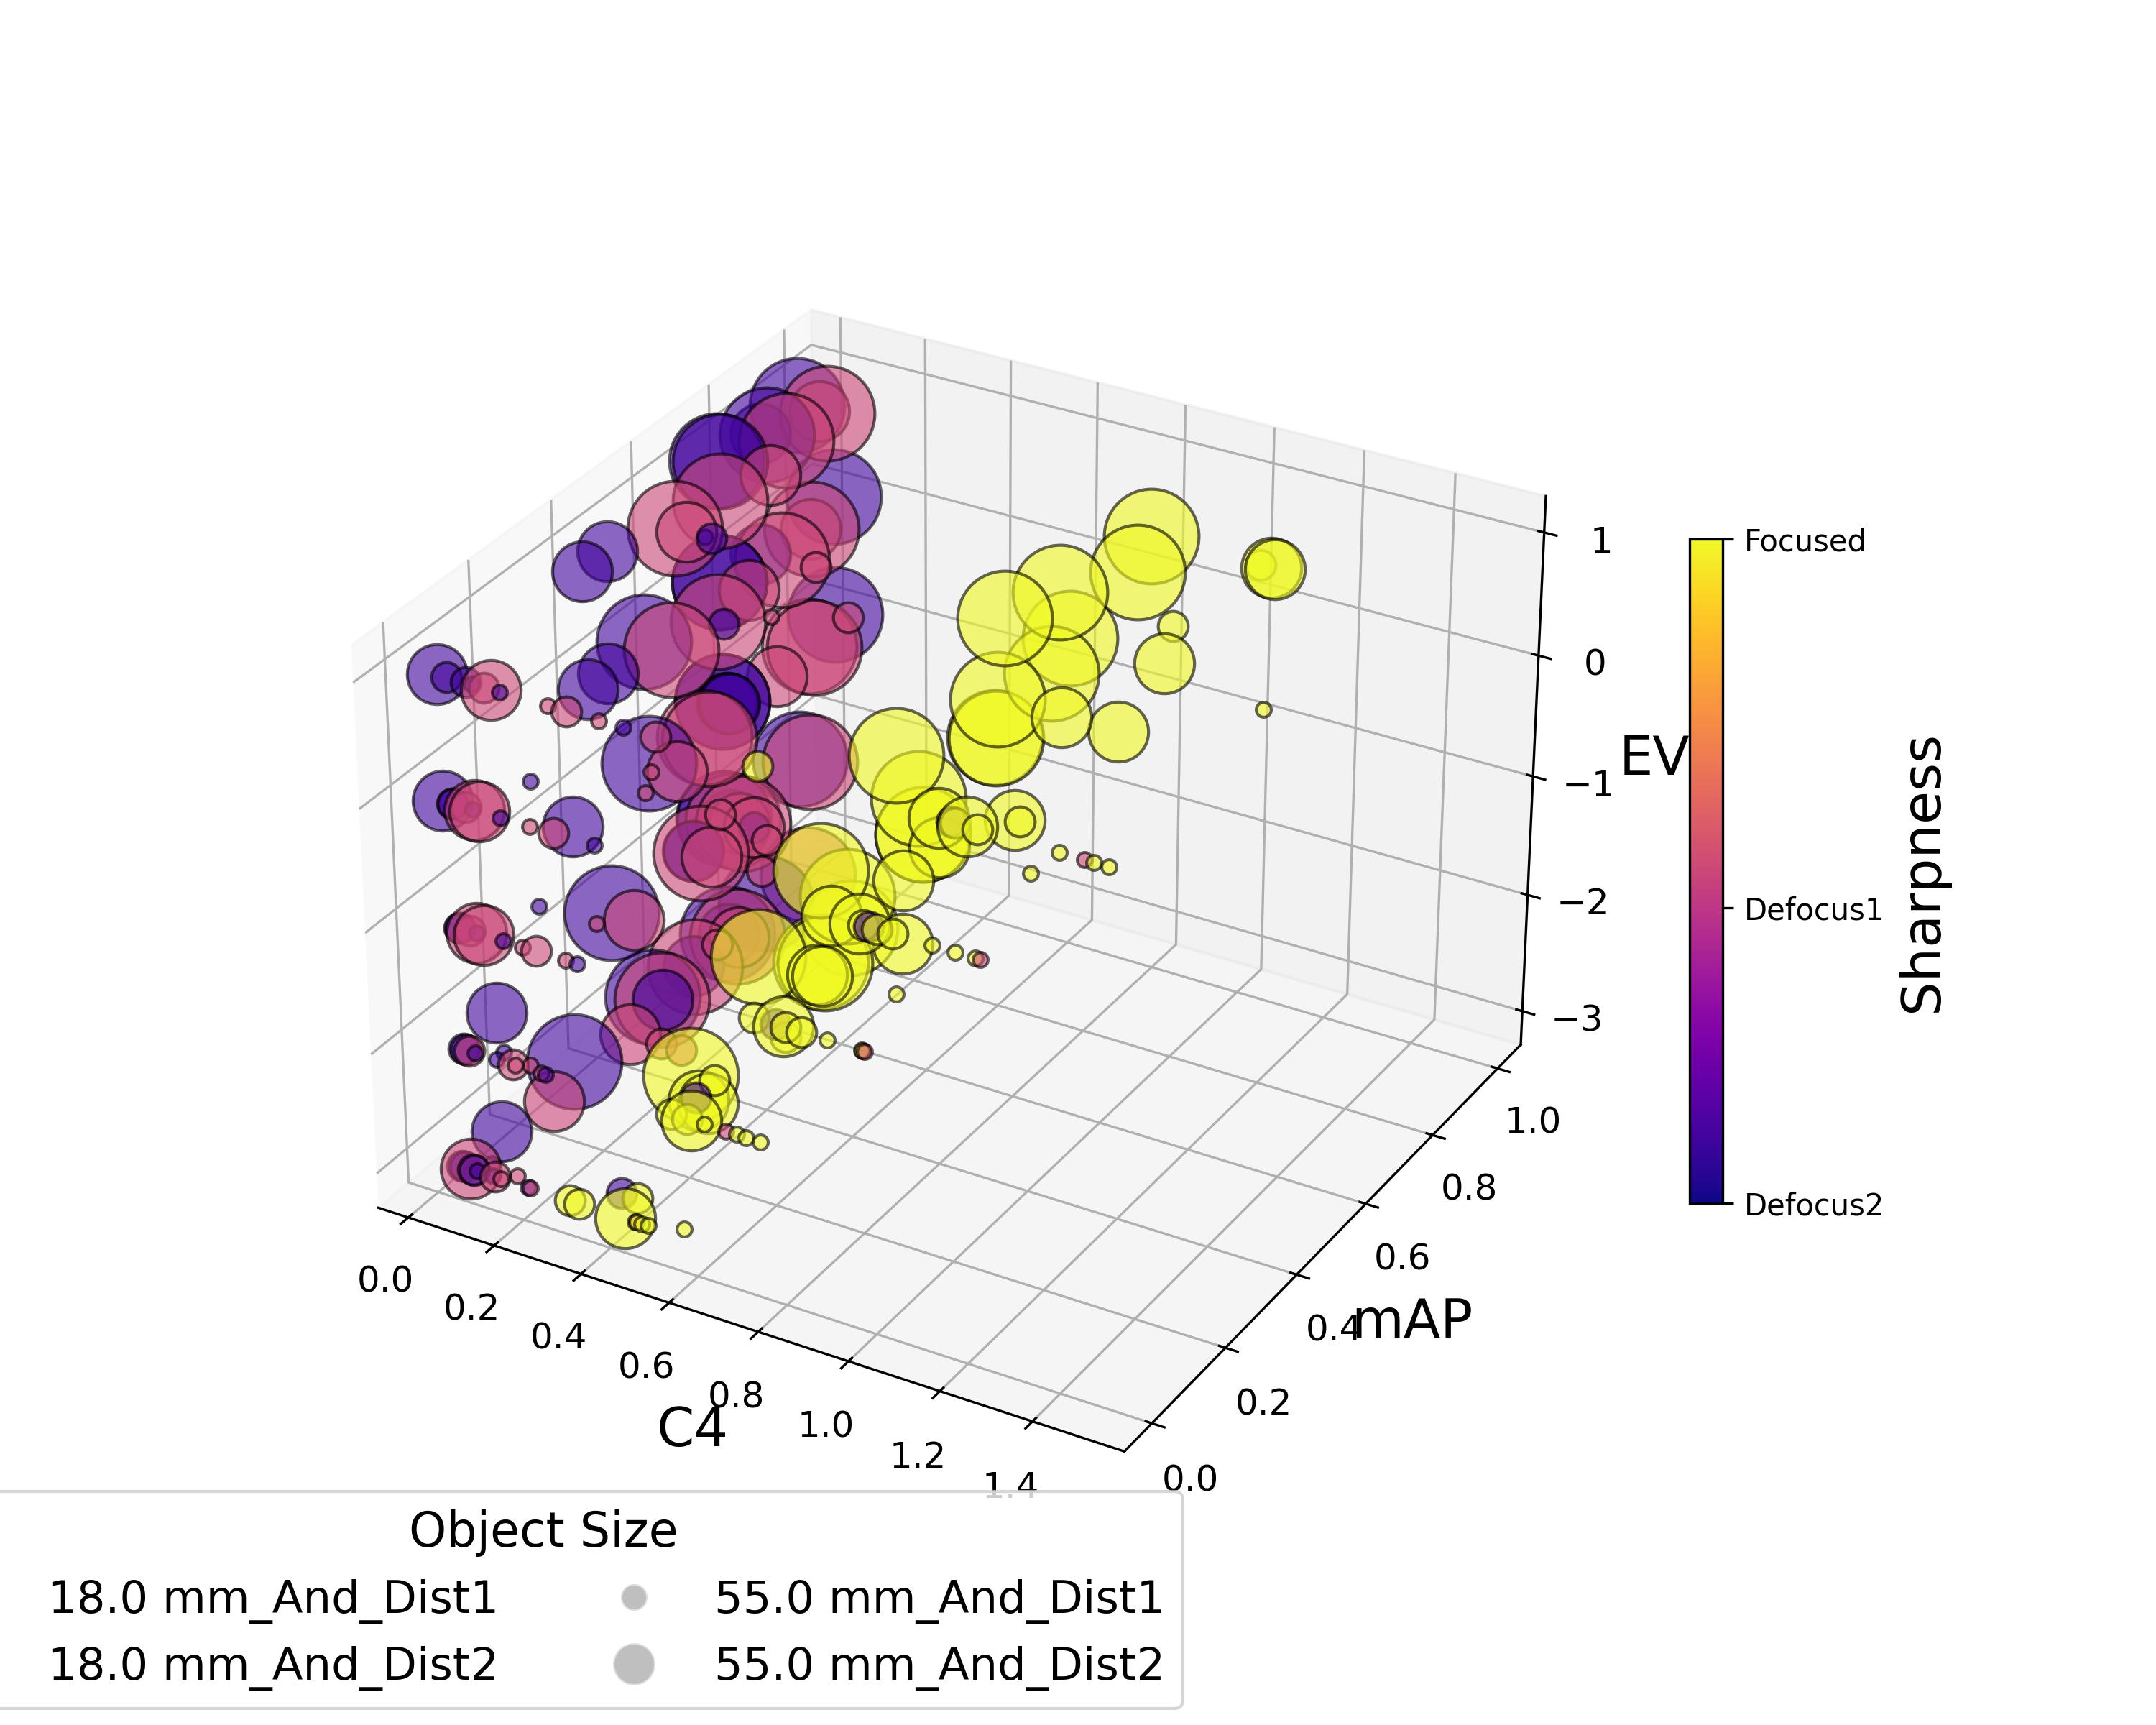 1
0
−1
−2
−3
EV
1.0
0.8
0.6
0.4
0.2
0.0
mAP
0.0
0.2
0.4
0.6
0.8
1.0
1.2
1.4
C4
Focused
Defocus1
Defocus2
Sharpness
Object Size
18.0 mm_And_Dist1
55.0 mm_And_Dist1
18.0 mm_And_Dist2
55.0 mm_And_Dist2